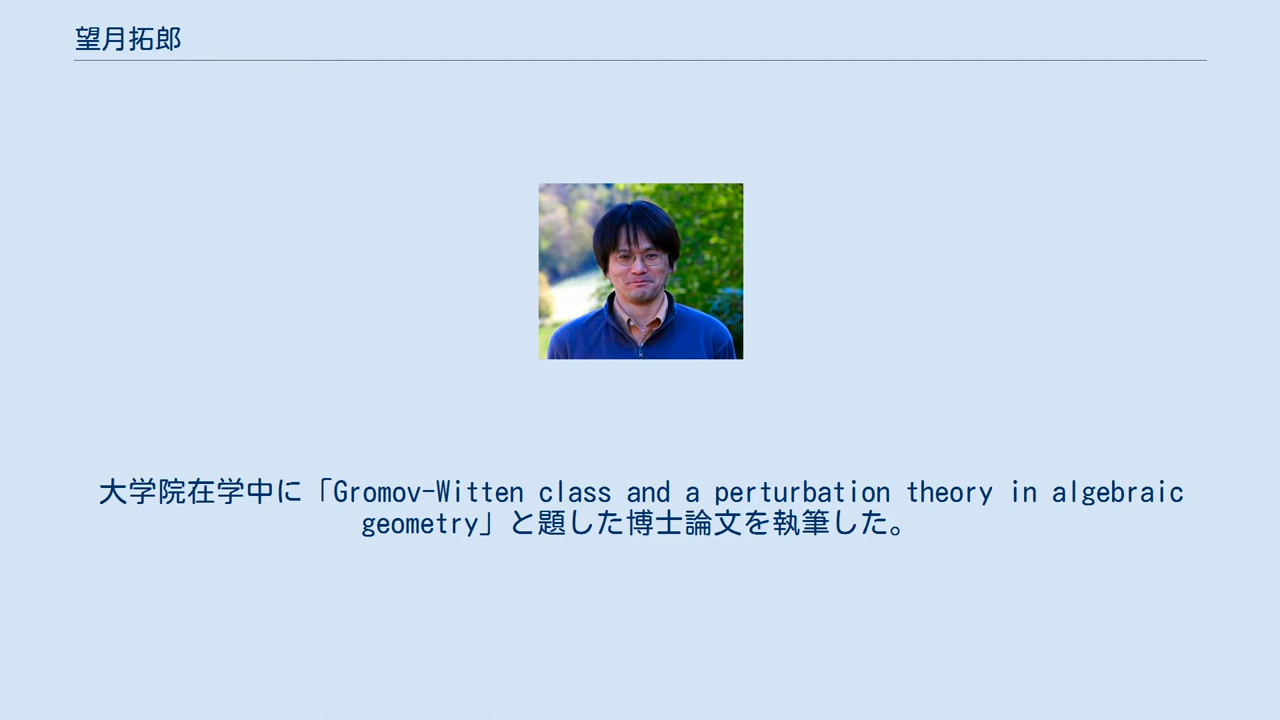 望月拓郎
大学院在学中に「Gromov-Witten class and a perturbation theory in algebraic
geometry」と題した博士論文を執筆した。